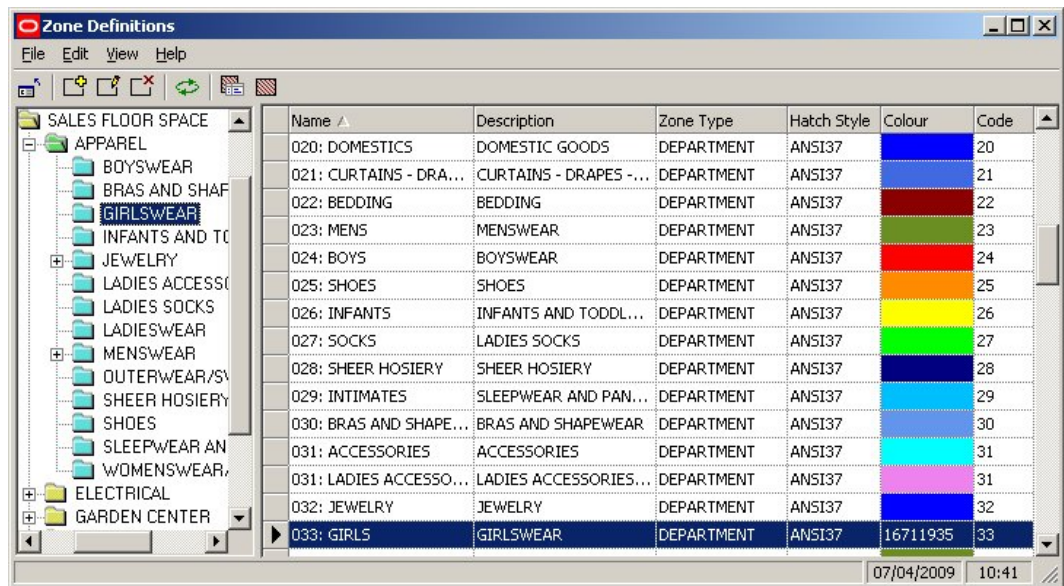 Zone Definitions
File Edit View Help
SALES FLOOR SPACE
APPAREL
BOYSWEAR
BRAS AND SHAP
GIRLSWEAR
INFANTS AND TO
JEWELRY
LADIES ACCESSO
LADIES SOCKS
LADIESWEAR
MENSWEAR
OUTERWEAR/SV
SHEER HOSIERY
SHOES
SLEEPWEAR AN
WOMENSWEAR/
ELECTRICAL
GARDEN CENTER
Name Description Zone Type Hatch Style Colour Code
020: DOMESTICS DOMESTIC GOODS DEPARTMENT ANSI37 20
021: CURTAINS - DRA... CURTAINS - DRAPES -... DEPARTMENT ANSI37 21
022: BEDDING BEDDING DEPARTMENT ANSI37 22
023: MENS MENSWEAR DEPARTMENT ANSI37 23
024: BOYS BOYSWEAR DEPARTMENT ANSI37 24
025: SHOES SHOES DEPARTMENT ANSI37 25
026: INFANTS INFANTS AND TODDL... DEPARTMENT ANSI37 26
027: SOCKS LADIES SOCKS DEPARTMENT ANSI37 27
028: SHEER HOSIERY SHEER HOSIERY DEPARTMENT ANSI37 28
029: INTIMATES SLEEPWEAR AND PAN... DEPARTMENT ANSI37 29
030: BRAS AND SHAPE... BRAS AND SHAPEWEAR DEPARTMENT ANSI37 30
031: ACCESSORIES ACCESSORIES DEPARTMENT ANSI37 31
031: LADIES ACCESSO... LADIES ACCESSORIES... DEPARTMENT ANSI37 31
032: JEWELRY JEWELRY DEPARTMENT ANSI37 32
033: GIRLS GIRLSWEAR DEPARTMENT ANSI37 16711935 33
07/04/2009 10:41